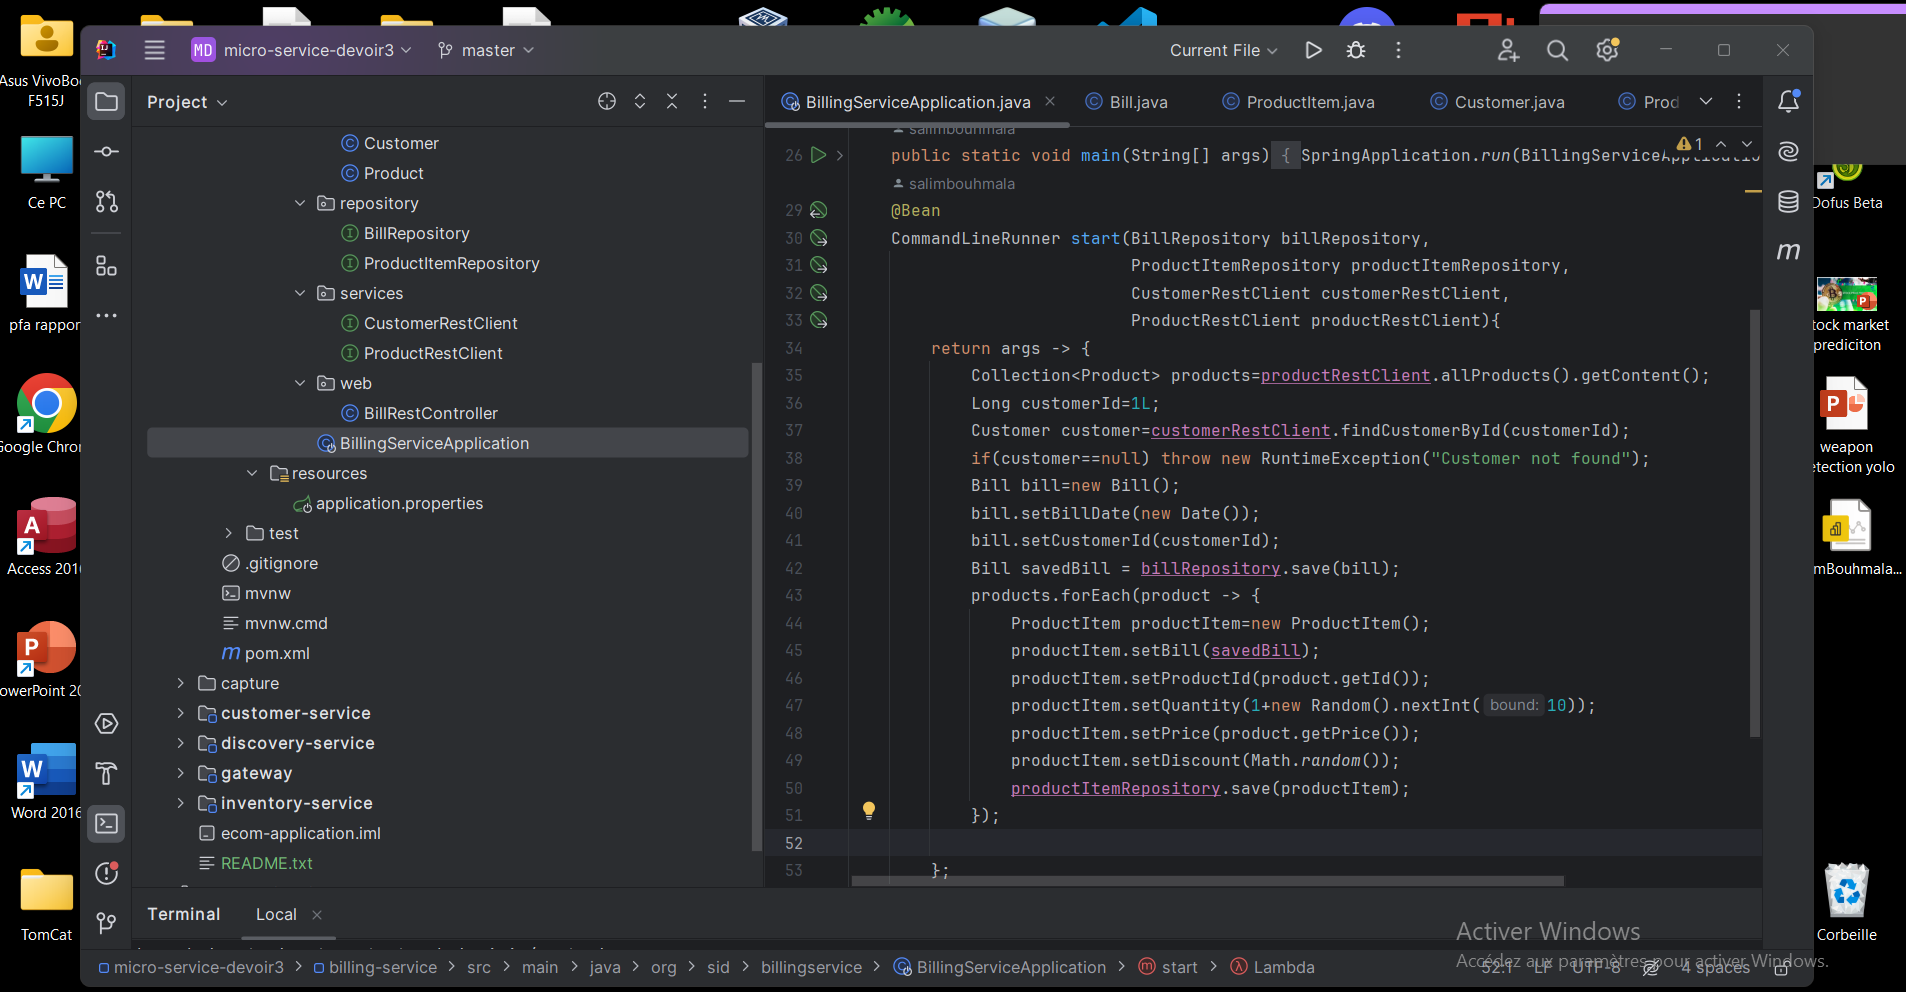 Asus VivoBo
F515J
Ce PC
pfa rappor
Google Chro
Access 201
PowerPoint 20
Word 2016
TomCat
MD micro-service-devoir3
master
Current File
Project
Customer
Product
repository
BillRepository
ProductItemRepository
services
CustomerRestClient
ProductRestClient
web
BillRestController
BillingServiceApplication
resources
application.properties
test
.gitignore
mvnw
mvnw.cmd
pom.xml
capture
customer-service
discovery-service
gateway
inventory-service
ecom-application.iml
README.txt
BillingServiceApplication.java
Bill.java
ProductItem.java
Customer.java
Prod
1
salimbouhmala
26 public static void main(String[] args) { SpringApplication.run(BillingServiceApplicatio
salimbouhmala
29 @Bean
30 CommandLineRunner start(BillRepository billRepository,
31 ProductItemRepository productItemRepository,
32 CustomerRestClient customerRestClient,
33 ProductRestClient productRestClient){
34 return args -> {
35 Collection<Product> products=productRestClient.allProducts().getContent();
36 Long customerId=1L;
37 Customer customer=customerRestClient.findCustomerById(customerId);
38 if(customer==null) throw new RuntimeException("Customer not found");
39 Bill bill=new Bill();
40 bill.setBillDate(new Date());
41 bill.setCustomerId(customerId);
42 Bill savedBill = billRepository.save(bill);
43 products.forEach(product -> {
44 ProductItem productItem=new ProductItem();
45 productItem.setBill(savedBill);
46 productItem.setProductId(product.getId());
47 productItem.setQuantity(1+new Random().nextInt( bound: 10));
48 productItem.setPrice(product.getPrice());
49 productItem.setDiscount(Math.random());
50 productItemRepository.save(productItem);
51 });
52
53 };
Terminal
Local
micro-service-devoir3 > billing-service > src > main > java > org > sid > billingservice > BillingServiceApplication > start > Lambda
52:1 LF UTF-8 4 spaces
Activer Windows
Accédez aux paramètres pour activer Windows.
Dofus Beta
tock market
prediciton
weapon
etection yolo
mBouhmala...
Corbeille